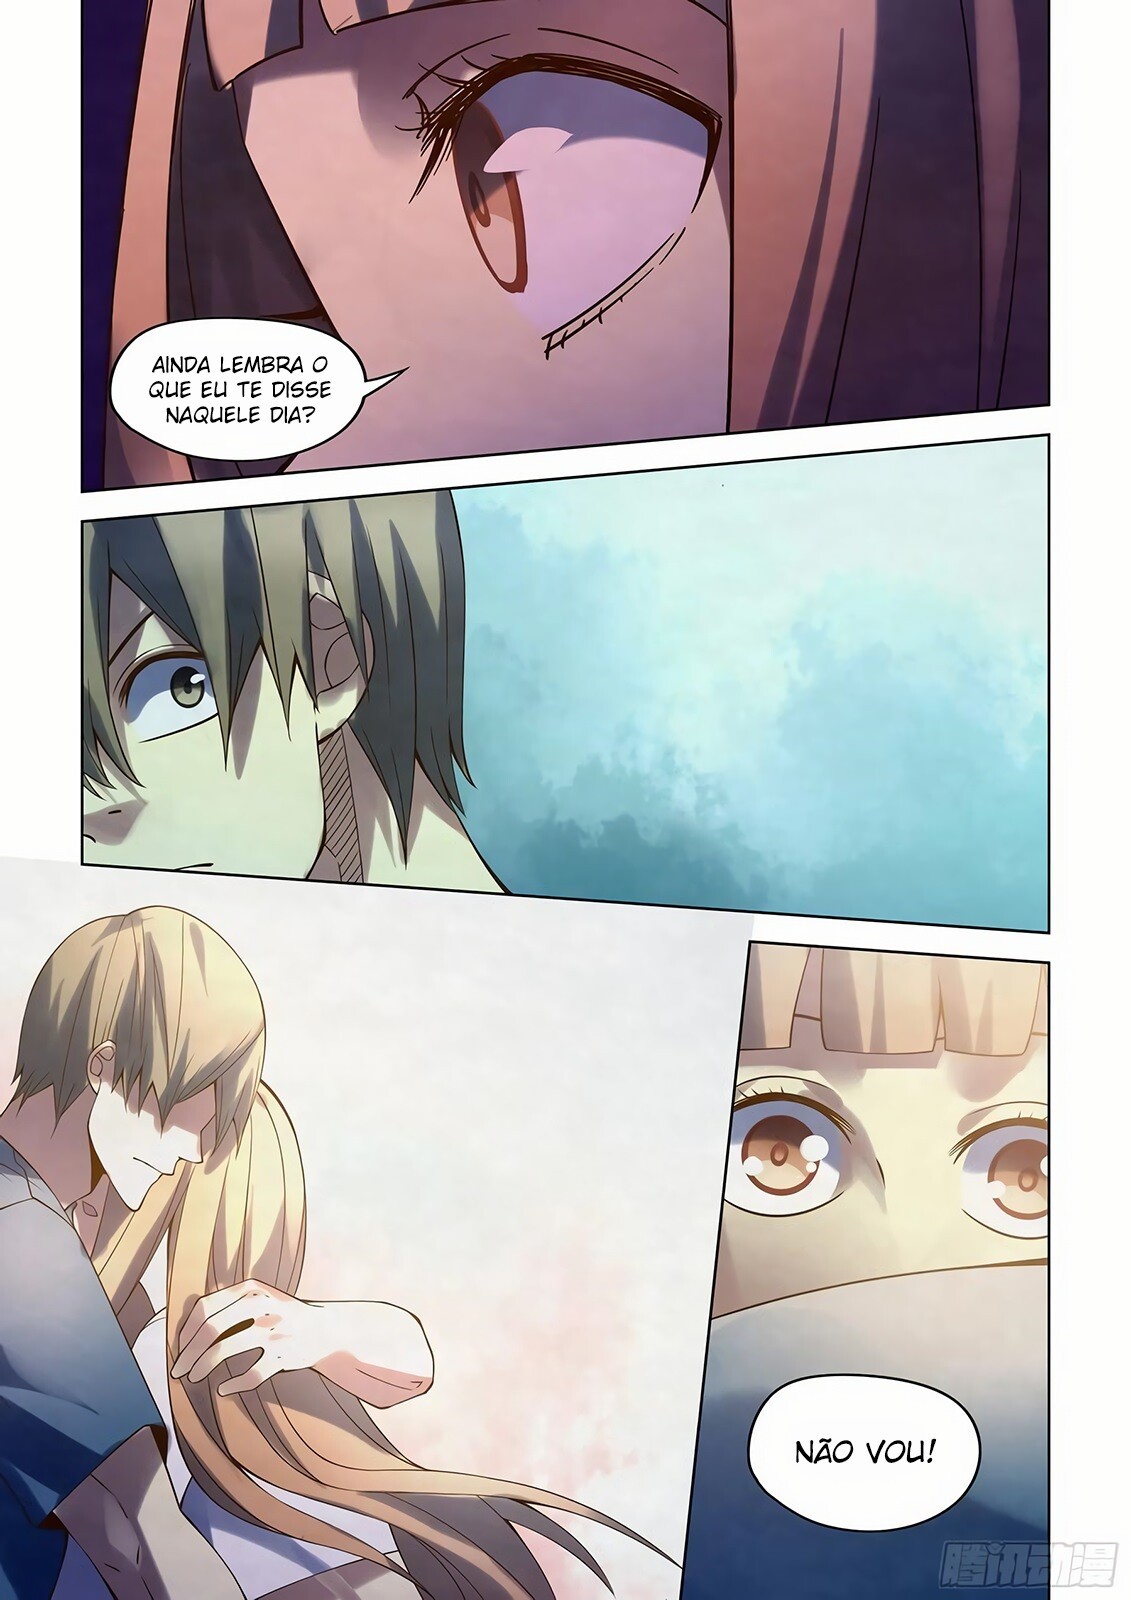 AINDA LEMBRA O
QUE EU TE DISSE
NAQUELE DIA?
NÃO VOU!
腾讯动漫